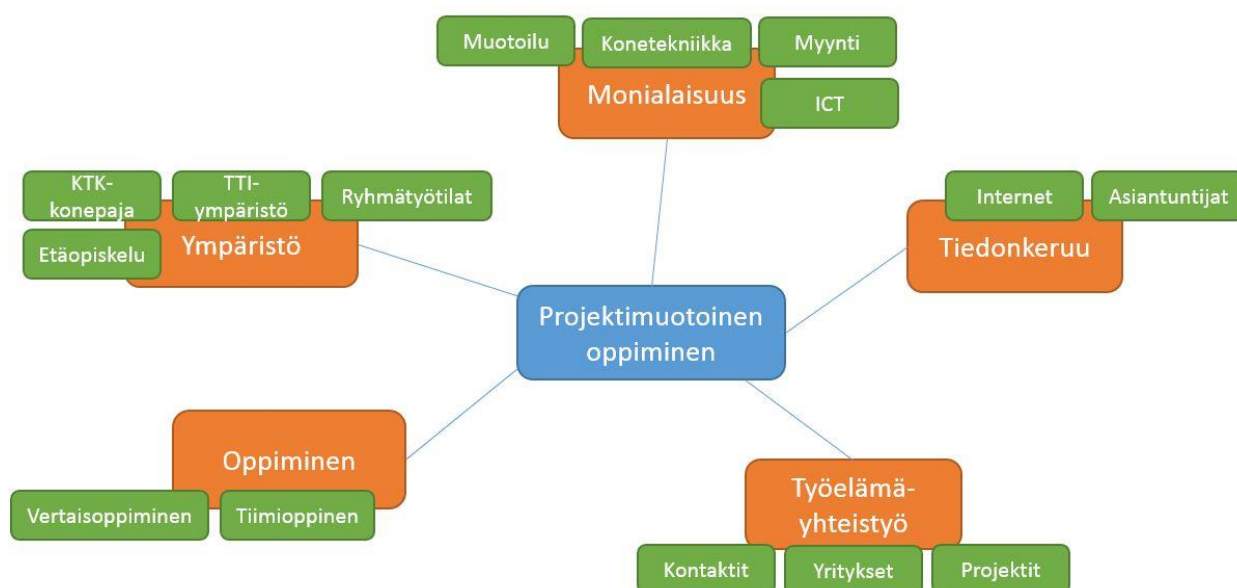 Muotoilu
Konetekniikka
Myynti
Monialaisuus
ICT
KTK-
konepaja
TTI-
ympäristö
Ryhmätyötilat
Etäopiskelu
Ympäristö
Internet
Asiantuntijat
Tiedonkeruu
Projektimuotoinen
oppiminen
Oppiminen
Vertaisoppiminen
Tiimioppinen
Työelämä-
yhteistyö
Kontaktit
Yritykset
Projektit